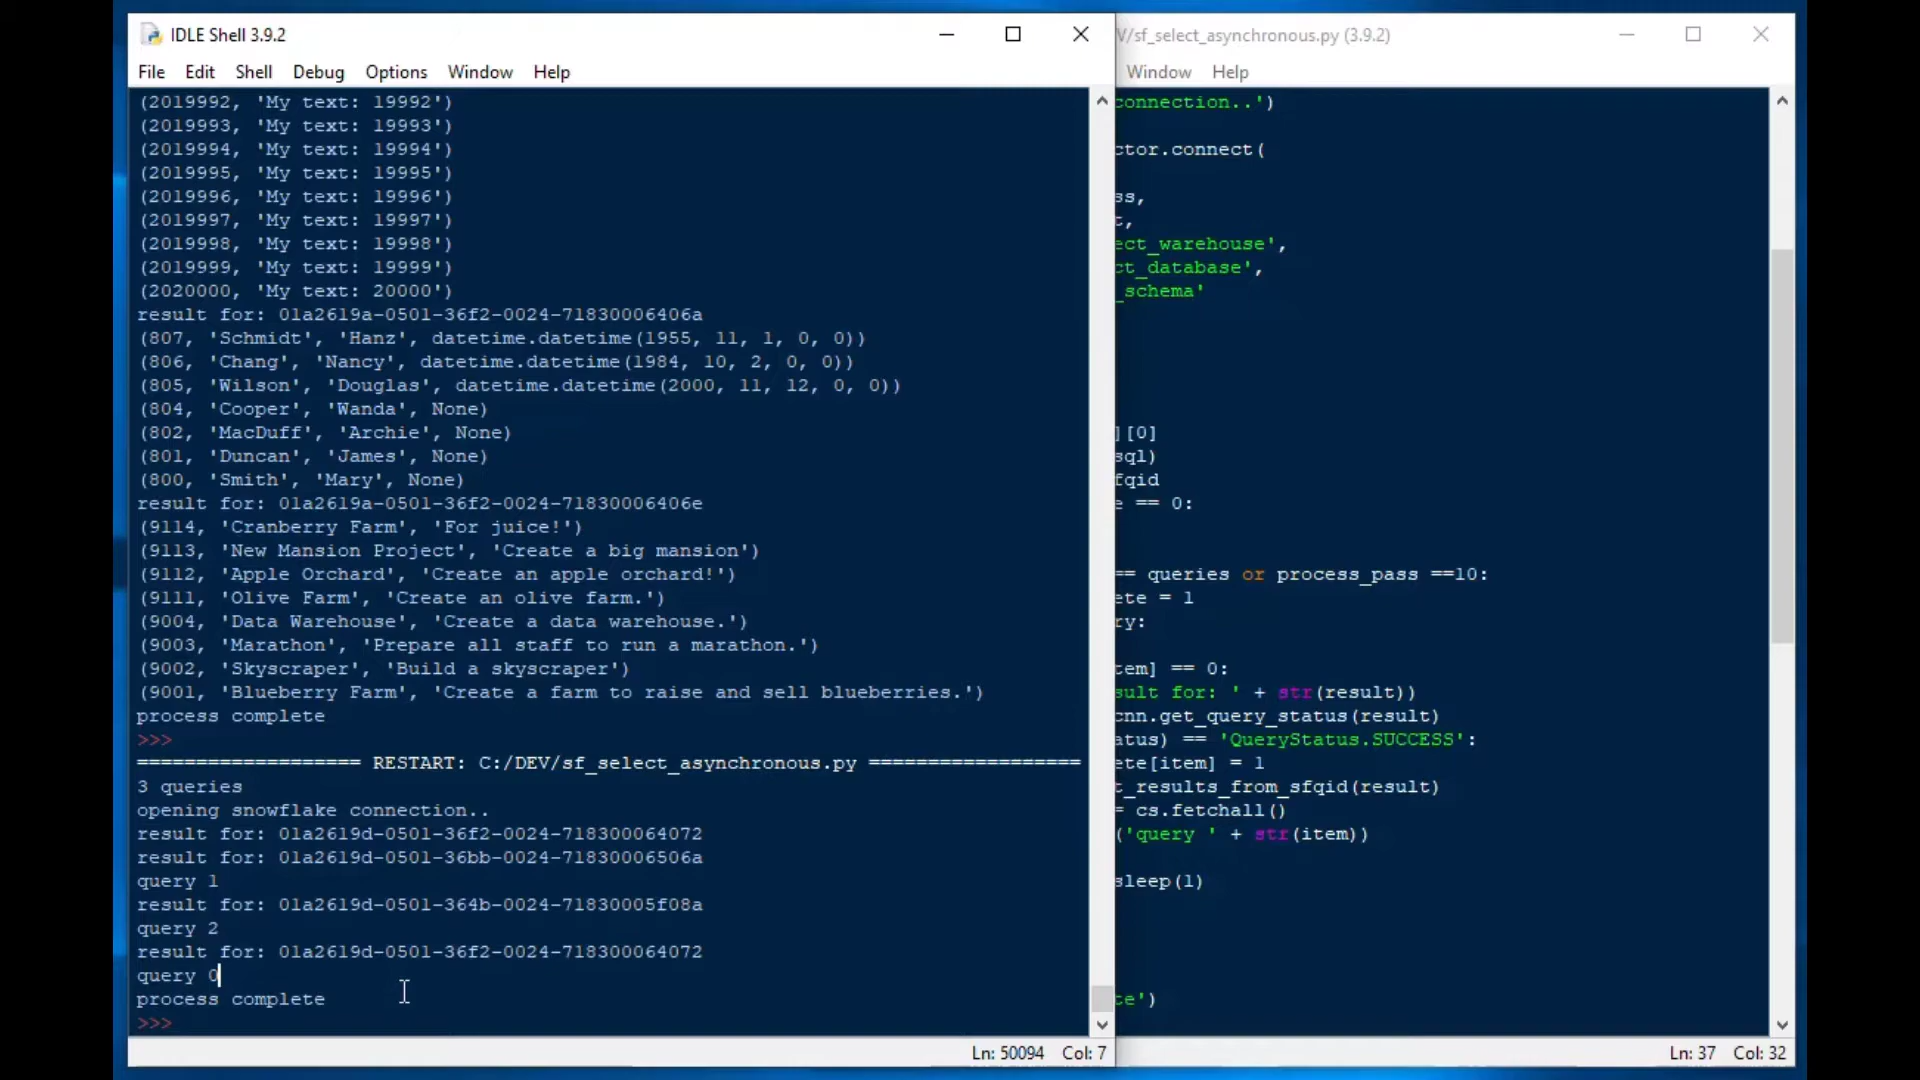 IDLE Shell 3.9.2
File Edit Shell Debug Options Window Help
(2019992, 'My text: 19992')
(2019993, 'My text: 19993')
(2019994, 'My text: 19994')
(2019995, 'My text: 19995')
(2019996, 'My text: 19996')
(2019997, 'My text: 19997')
(2019998, 'My text: 19998')
(2019999, 'My text: 19999')
(2020000, 'My text: 20000')
result for: 01a2619a-0501-36f2-0024-71830006406a
(807, 'Schmidt', 'Hanz', datetime.datetime(1955, 11, 1, 0, 0))
(806, 'Chang', 'Nancy', datetime.datetime(1984, 10, 2, 0, 0))
(805, 'Wilson', 'Douglas', datetime.datetime(2000, 11, 12, 0, 0))
(804, 'Cooper', 'Wanda', None)
(802, 'MacDuff', 'Archie', None)
(801, 'Duncan', 'James', None)
(800, 'Smith', 'Mary', None)
result for: 01a2619a-0501-36f2-0024-71830006406e
(9114, 'Cranberry Farm', 'For juice!')
(9113, 'New Mansion Project', 'Create a big mansion')
(9112, 'Apple Orchard', 'Create an apple orchard!')
(9111, 'Olive Farm', 'Create an olive farm.')
(9004, 'Data Warehouse', 'Create a data warehouse.')
(9003, 'Marathon', 'Prepare all staff to run a marathon.')
(9002, 'Skyscraper', 'Build a skyscraper')
(9001, 'Blueberry Farm', 'Create a farm to raise and sell blueberries.')
process complete
>>>
=================== RESTART: C:/DEV/sf_select_asynchronous.py ==================
3 queries
opening snowflake connection..
result for: 01a2619d-0501-36f2-0024-718300064072
result for: 01a2619d-0501-36bb-0024-71830006506a
query 1
result for: 01a2619d-0501-364b-0024-71830005f08a
query 2
result for: 01a2619d-0501-36f2-0024-718300064072
query 0
process complete
>>>
Ln: 50094 Col: 7
V/sf_select_asynchronous.py (3.9.2)
Window Help
connection..')
ctor.connect(
ss,
t,
ect_warehouse',
ct_database',
_schema'
][0]
sql)
fqid
e == 0:
== queries or process_pass ==10:
ete = 1
ry:
tem] == 0:
sult for: ' + str(result))
cnn.get_query_status(result)
atus) == 'QueryStatus.SUCCESS':
ete[item] = 1
t_results_from_sfqid(result)
= cs.fetchall()
('query ' + str(item))
sleep(1)
te')
Ln: 37 Col: 32